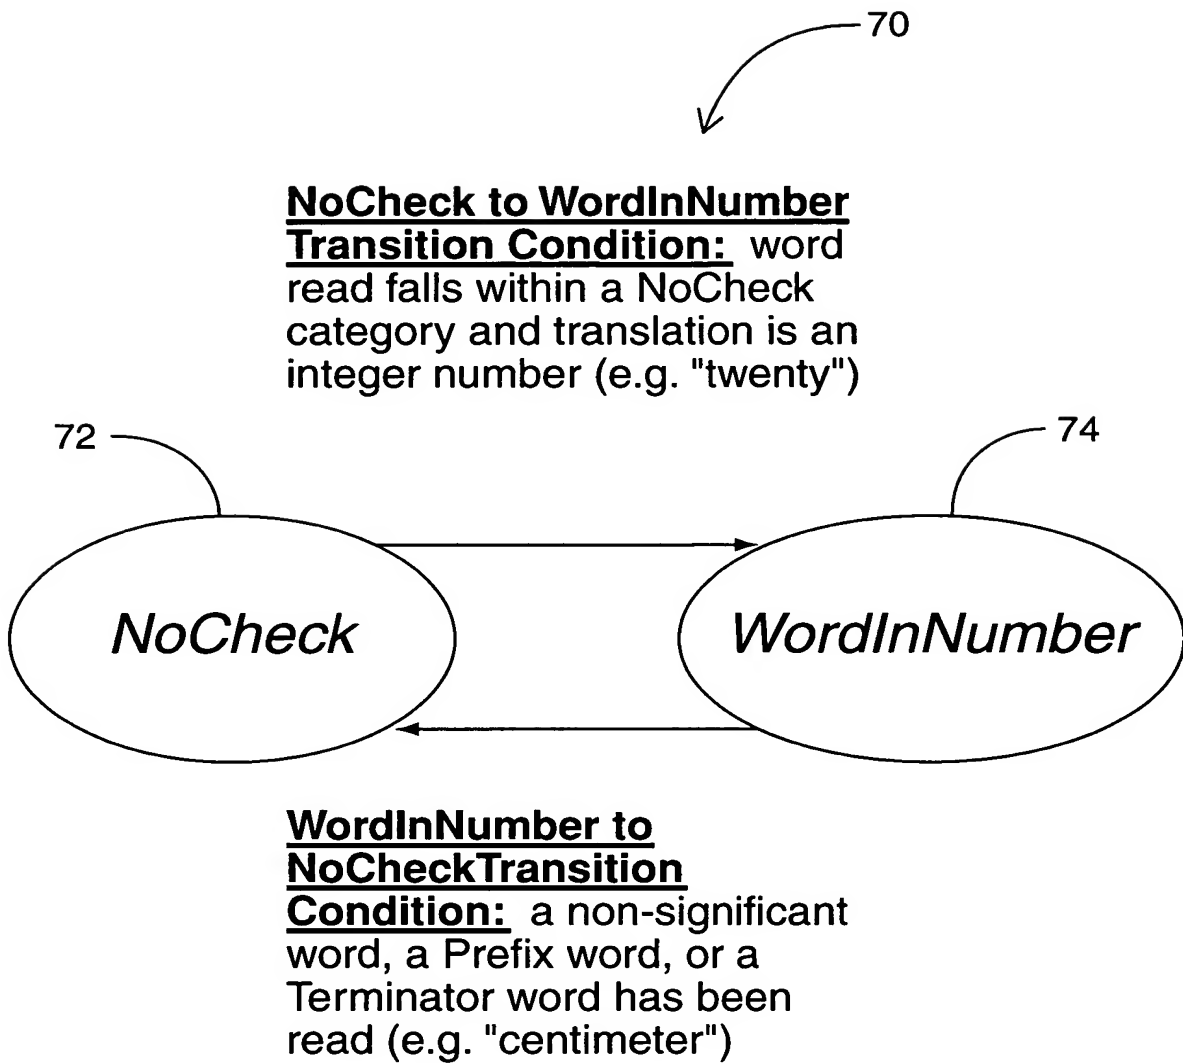 70
NoCheck to WordInNumber
Transition Condition: word
read falls within a NoCheck
category and translation is an
integer number (e.g. "twenty")
72
74
NoCheck
WordInNumber
WordInNumber to
NoCheckTransition
Condition: a non-significant
word, a Prefix word, or a
Terminator word has been
read (e.g. "centimeter")